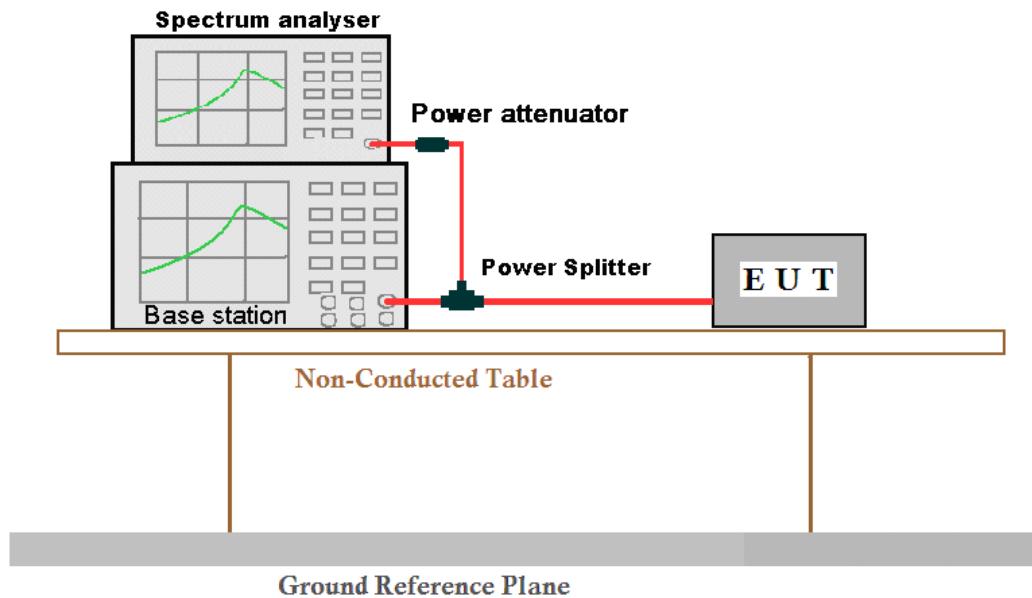 Spectrum analyser
Power attenuator
Power Splitter
E U T
Base station
Non-Conducted Table
Ground Reference Plane